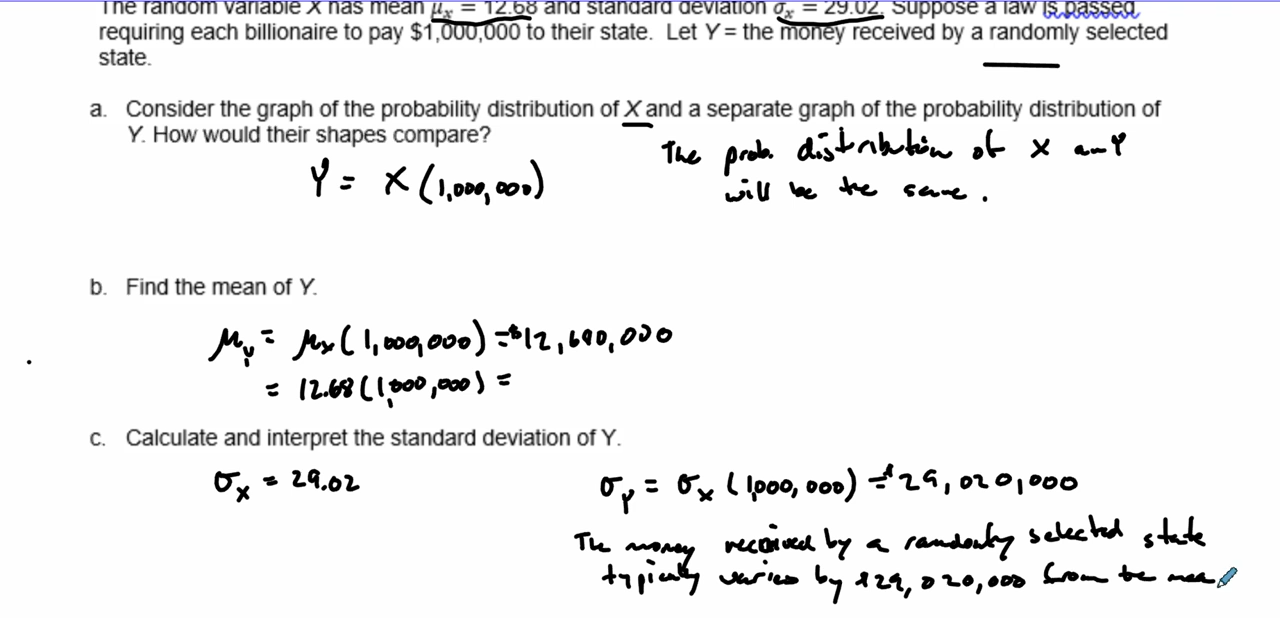 The random variable X has mean μx = 12.68 and standard deviation σx = 29.02. Suppose a law is passed
requiring each billionaire to pay $1,000,000 to their state. Let Y = the money received by a randomly selected
state.
a. Consider the graph of the probability distribution of X and a separate graph of the probability distribution of
Y. How would their shapes compare?
The prob. distribution of X and Y
will be the same.
Y = X (1,000,000)
b. Find the mean of Y.
μY = μx (1,000,000) = $12,680,000
= 12.68 (1,000,000) =
c. Calculate and interpret the standard deviation of Y.
σx = 29.02
σY = σx (1,000,000) = $29,020,000
The money received by a randomly selected state
typically varies by $29,020,000 from the mea